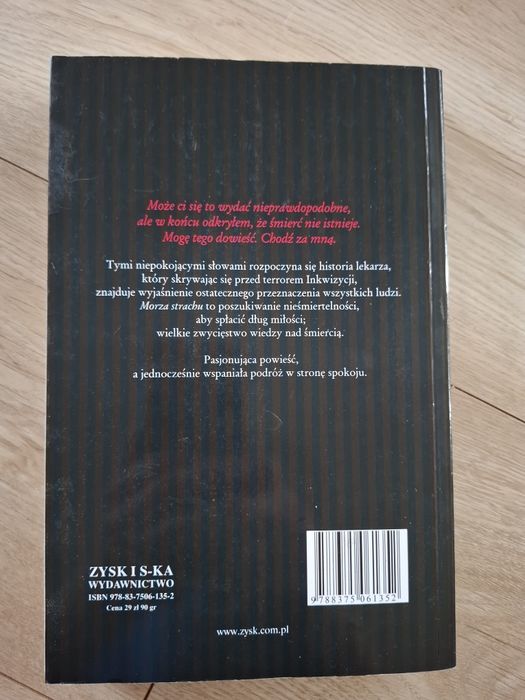 Może ci się to wydać nieprawdopodobne,
ale w końcu odkryłem, że śmierć nie istnieje.
Mogę tego dowieść. Chodź za mną.
Tymi niepokojącymi słowami rozpoczyna się historia lekarza,
który skrywając się przed terrorem Inkwizycji,
znajduje wyjaśnienie ostatecznego przeznaczenia wszystkich ludzi.
Morza strachu to poszukiwanie nieśmiertelności,
aby spłacić dług miłości;
wielkie zwycięstwo wiedzy nad śmiercią.
Pasjonująca powieść,
a jednocześnie wspaniała podróż w stronę spokoju.
ZYSK I S-KA
WYDAWNICTWO
ISBN 978-83-7506-135-2
Cena 29 zł 90 gr
9 788375 061352
www.zysk.com.pl